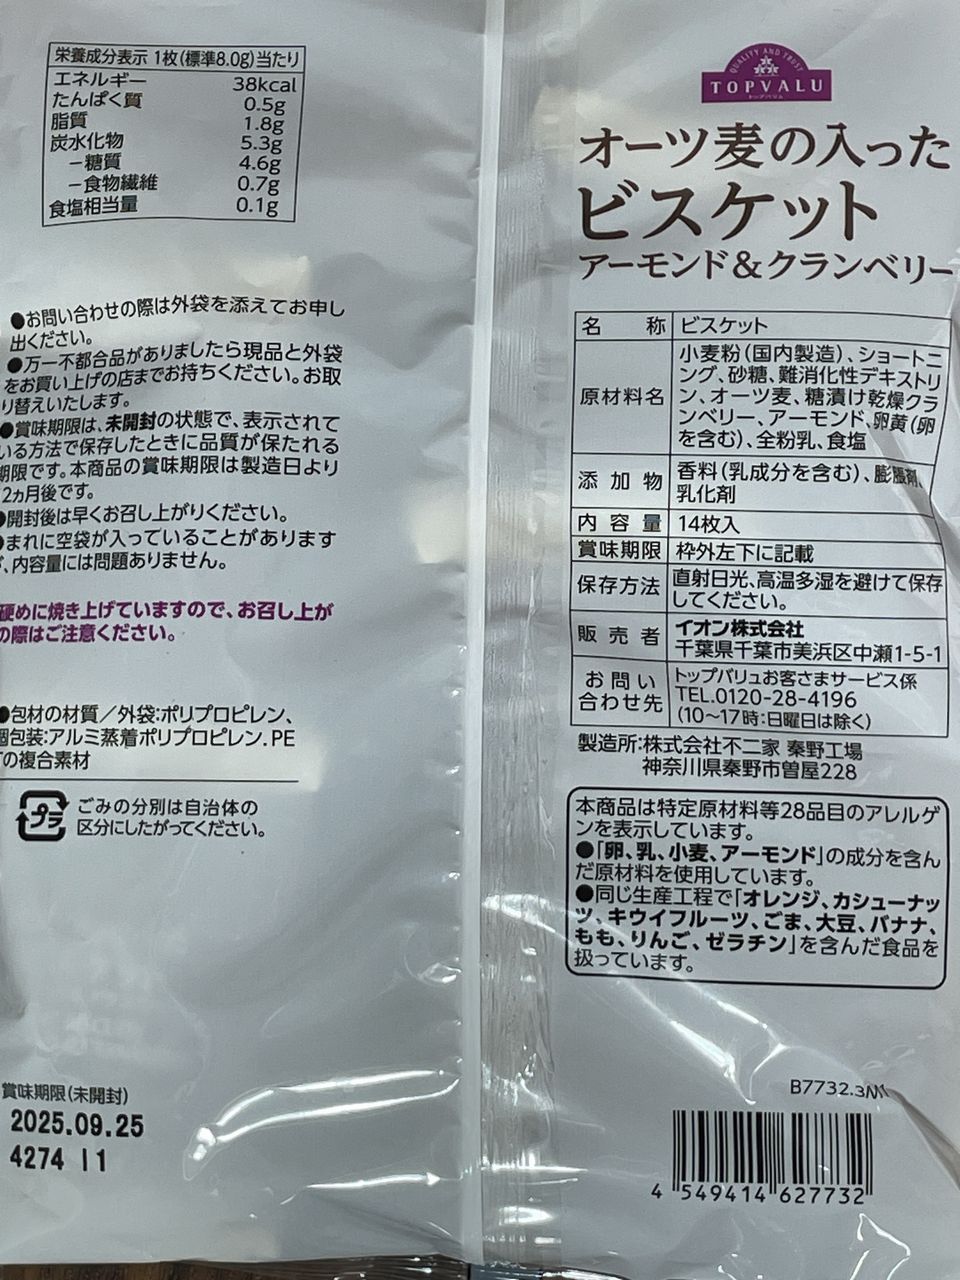 栄養成分表示 1枚(標準8.0g)当たり
エネルギー 38kcal
たんぱく質 0.5g
脂質 1.8g
炭水化物 5.3g
－糖質 4.6g
－食物繊維 0.7g
食塩相当量 0.1g
●お問い合わせの際は外袋を添えてお申し
出ください。
●万一不都合品がありましたら現品と外袋
をお買い上げの店までお持ちください。お取
り替えいたします。
●賞味期限は、未開封の状態で、表示されて
いる方法で保存したときに品質が保たれる
期限です。本商品の賞味期限は製造日より
2ヵ月後です。
●開封後は早くお召し上がりください。
●まれに空袋が入っていることがあります
、内容量には問題ありません。
硬めに焼き上げていますので、お召し上が
の際はご注意ください。
●包材の材質／外袋:ポリプロピレン、
個包装:アルミ蒸着ポリプロピレン.PE
の複合素材
プラ
ごみの分別は自治体の
区分にしたがってください。
賞味期限(未開封)
2025.09.25
4274 11
QUALITY AND TRUST
TOPVALU
トップバリュ
オーツ麦の入った
ビスケット
アーモンド&クランベリー
名称 ビスケット
原材料名 小麦粉(国内製造)、ショートニ
ング、砂糖、難消化性デキストリ
ン、オーツ麦、糖漬け乾燥クラ
ンベリー、アーモンド、卵黄(卵
を含む)、全粉乳、食塩
添加物 香料(乳成分を含む)、膨脹剤、
乳化剤
内容量 14枚入
賞味期限 枠外左下に記載
保存方法 直射日光、高温多湿を避けて保存
してください。
販売者 イオン株式会社
千葉県千葉市美浜区中瀬1-5-1
お問い合わせ先 トップバリュお客さまサービス係
TEL.0120-28-4196
(10〜17時:日曜日は除く)
製造所:株式会社不二家 秦野工場
神奈川県秦野市曽屋228
本商品は特定原材料等28品目のアレルゲ
ンを表示しています。
●「卵、乳、小麦、アーモンド」の成分を含ん
だ原材料を使用しています。
●同じ生産工程で「オレンジ、カシューナッ
ツ、キウイフルーツ、ごま、大豆、バナナ、
もも、りんご、ゼラチン」を含んだ食品を
扱っています。
B7732.3M
4 549414 627732